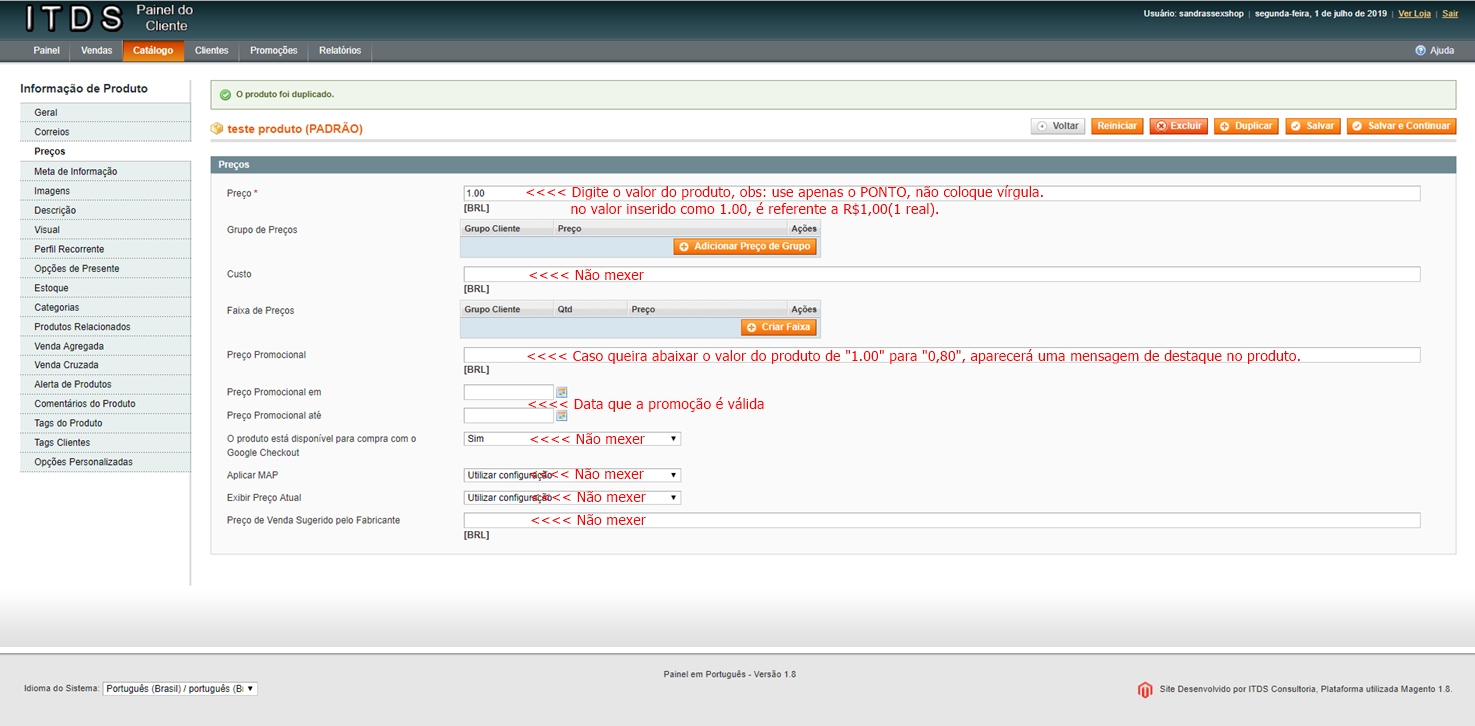 ITDS Painel do
Cliente
Usuário: sandrassexshop | segunda-feira, 1 de julho de 2019 | Ver Loja | Sair
Painel Vendas Catálogo Clientes Promoções Relatórios Ajuda
Informação de Produto
Geral
Correios
Preços
Meta de Informação
Imagens
Descrição
Visual
Perfil Recorrente
Opções de Presente
Estoque
Categorias
Produtos Relacionados
Venda Agregada
Venda Cruzada
Alerta de Produtos
Comentários do Produto
Tags do Produto
Tags Clientes
Opções Personalizadas
O produto foi duplicado.
teste produto (PADRÃO) Voltar Reiniciar Excluir Duplicar Salvar Salvar e Continuar
Preços
Preço * 1.00 <<<< Digite o valor do produto, obs: use apenas o PONTO, não coloque vírgula.
[BRL] no valor inserido como 1.00, é referente a R$1,00(1 real).
Grupo de Preços Grupo Cliente Preço Ações
Adicionar Preço de Grupo
Custo <<<< Não mexer
[BRL]
Faixa de Preços Grupo Cliente Qtd Preço Ações
Criar Faixa
Preço Promocional <<<< Caso queira abaixar o valor do produto de "1.00" para "0,80", aparecerá uma mensagem de destaque no produto.
[BRL]
Preço Promocional em
<<<< Data que a promoção é válida
Preço Promocional até
O produto está disponível para compra com o Sim <<<< Não mexer
Google Checkout
Aplicar MAP Utilizar configuração <<<< Não mexer
Exibir Preço Atual Utilizar configuração <<<< Não mexer
Preço de Venda Sugerido pelo Fabricante <<<< Não mexer
[BRL]
Painel em Português - Versão 1.8
Idioma do Sistema: Português (Brasil) / português (B
Site Desenvolvido por ITDS Consultoria, Plataforma utilizada Magento 1.8.